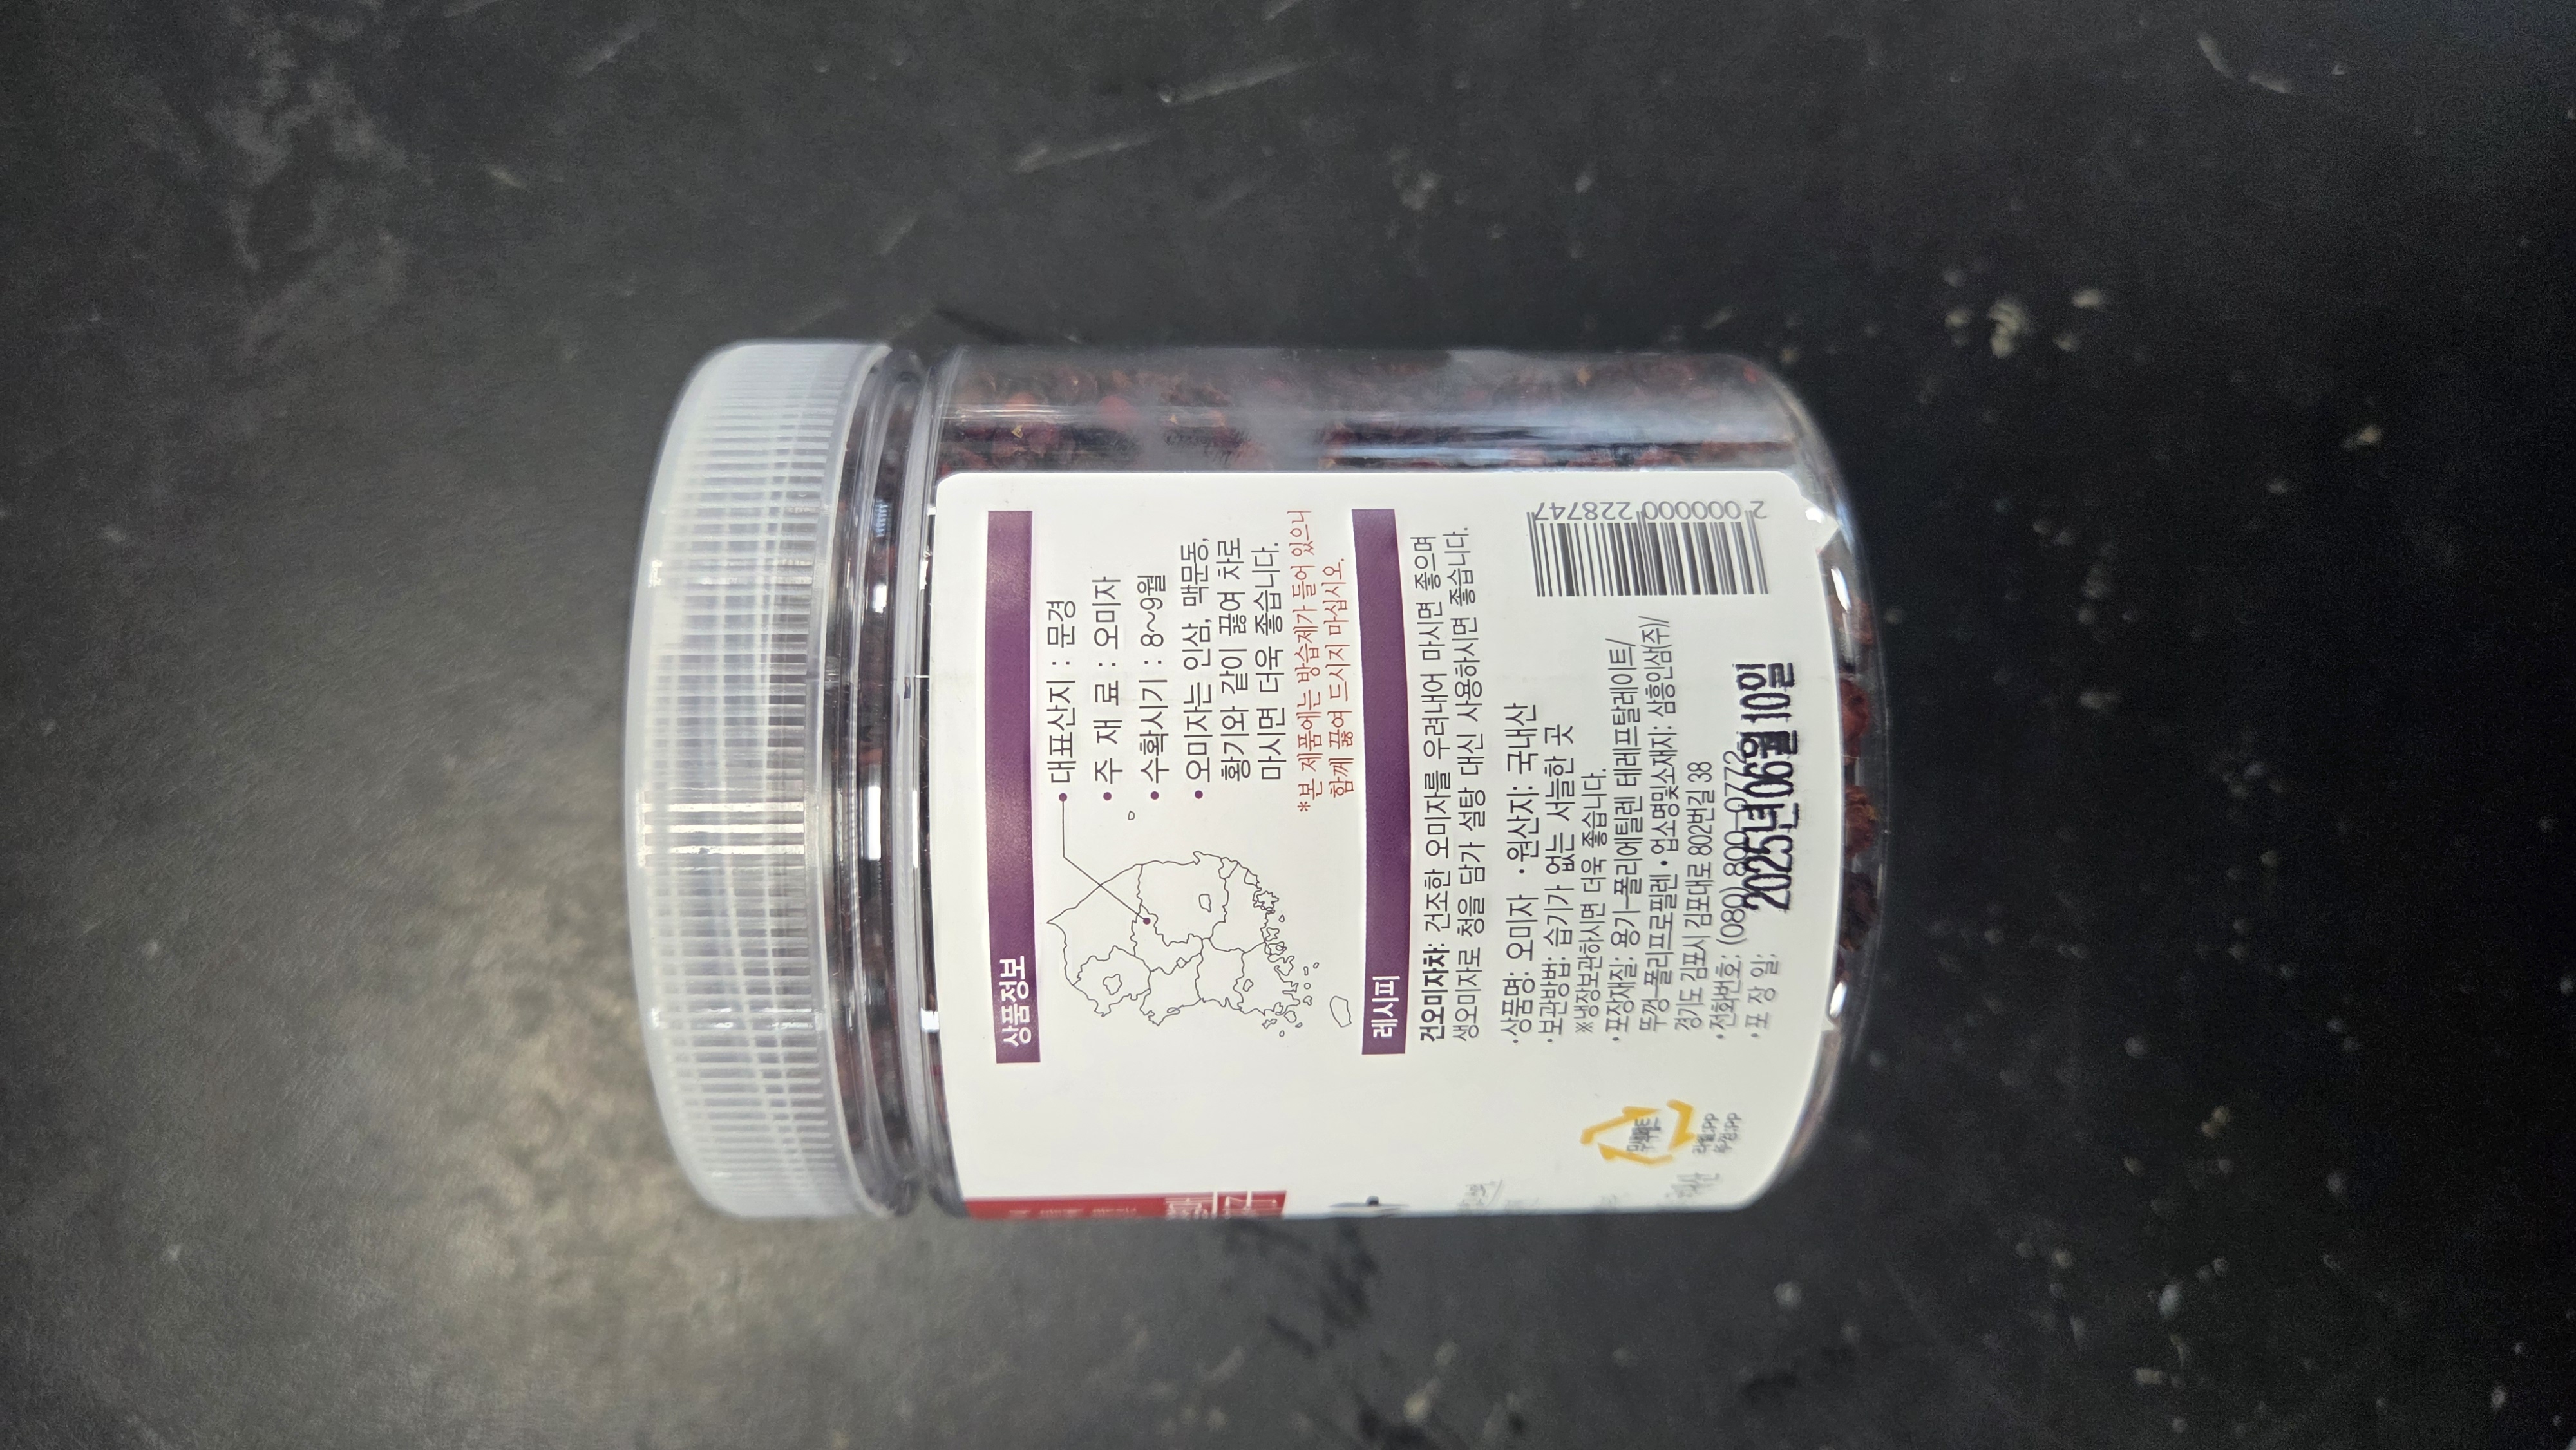 상품정보
• 대표산지 : 문경
• 주 재 료 : 오미자
• 수확시기 : 8~9월
• 오미자는 인삼, 맥문동,
황기와 같이 끓여 차로
마시면 더욱 좋습니다.
*본 제품에는 방습제가 들어 있으니
함께 끓여 드시지 마십시오.
레시피
건오미자차: 건조한 오미자를 우려내어 마시면 좋으며
생오미자로 청을 담가 설탕 대신 사용하시면 좋습니다.
·상품명: 오미자 ·원산지: 국내산
·보관방법: 습기가 없는 서늘한 곳
※냉장보관하시면 더욱 좋습니다.
·포장재질: 용기-폴리에틸렌 테레프탈레이트/
뚜껑-폴리프로필렌 ·업소명및소재지: 삼흥인삼(주)/
경기도 김포시 김포대로 802번길 38
·전화번호: (080) 800-0772
·포 장 일: 2025년06월10일
2 000000 228747
무색페트
라벨:PP
뚜껑:PP